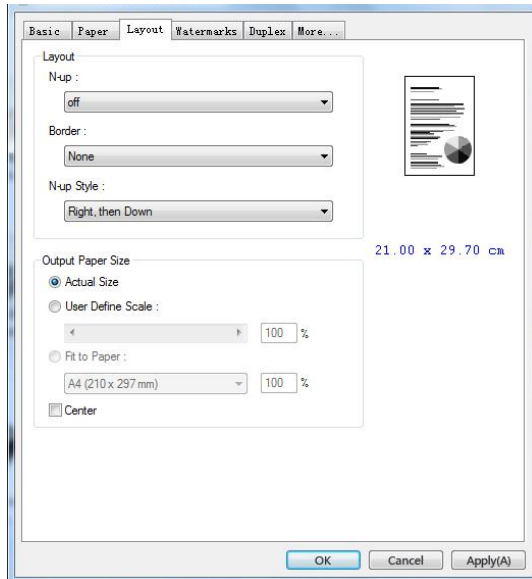 Basic Paper Layout Watermarks Duplex More...
Layout
N-up :
off
Border :
None
N-up Style :
Right, then Down
21.00 x 29.70 cm
Output Paper Size
Actual Size
User Define Scale :
100 %
Fit to Paper :
A4 (210 x 297 mm) 100 %
Center
OK Cancel Apply(A)